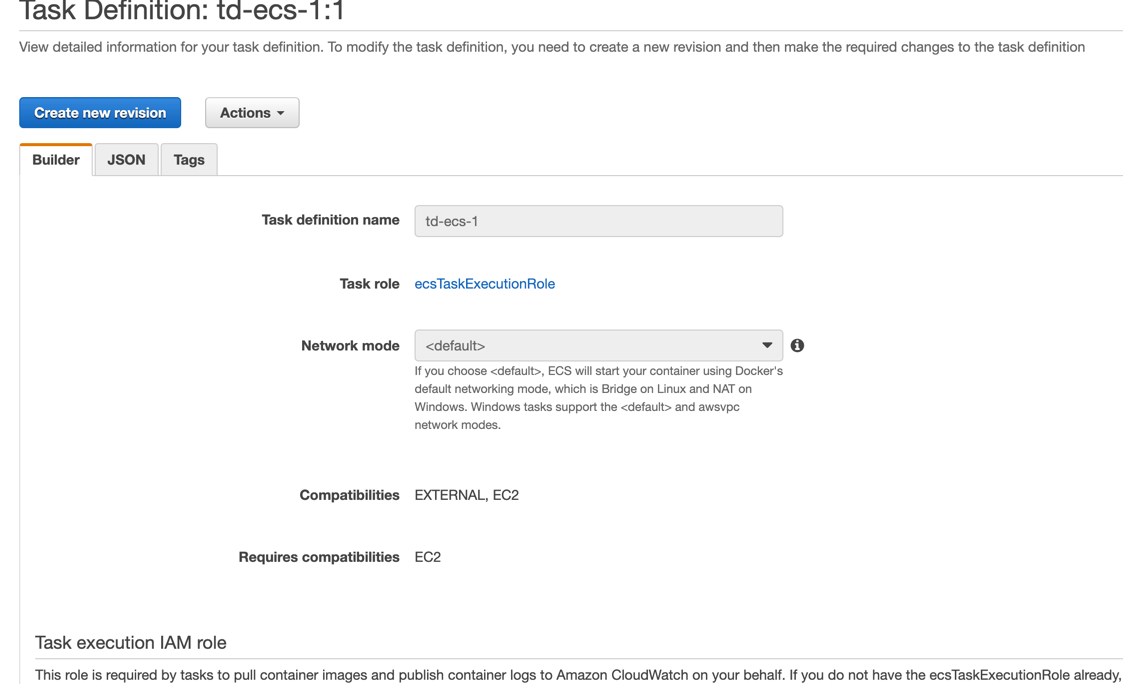 Task Definition: td-ecs-1:1
View detailed information for your task definition. To modify the task definition, you need to create a new revision and then make the required changes to the task definition
Create new revision
Actions
Builder
JSON
Tags
Task definition name
td-ecs-1
Task role
ecsTaskExecutionRole
Network mode
<default>
If you choose <default>, ECS will start your container using Docker's
default networking mode, which is Bridge on Linux and NAT on
Windows. Windows tasks support the <default> and awsvpc
network modes.
Compatibilities
EXTERNAL, EC2
Requires compatibilities
EC2
Task execution IAM role
This role is required by tasks to pull container images and publish container logs to Amazon CloudWatch on your behalf. If you do not have the ecsTaskExecutionRole already,